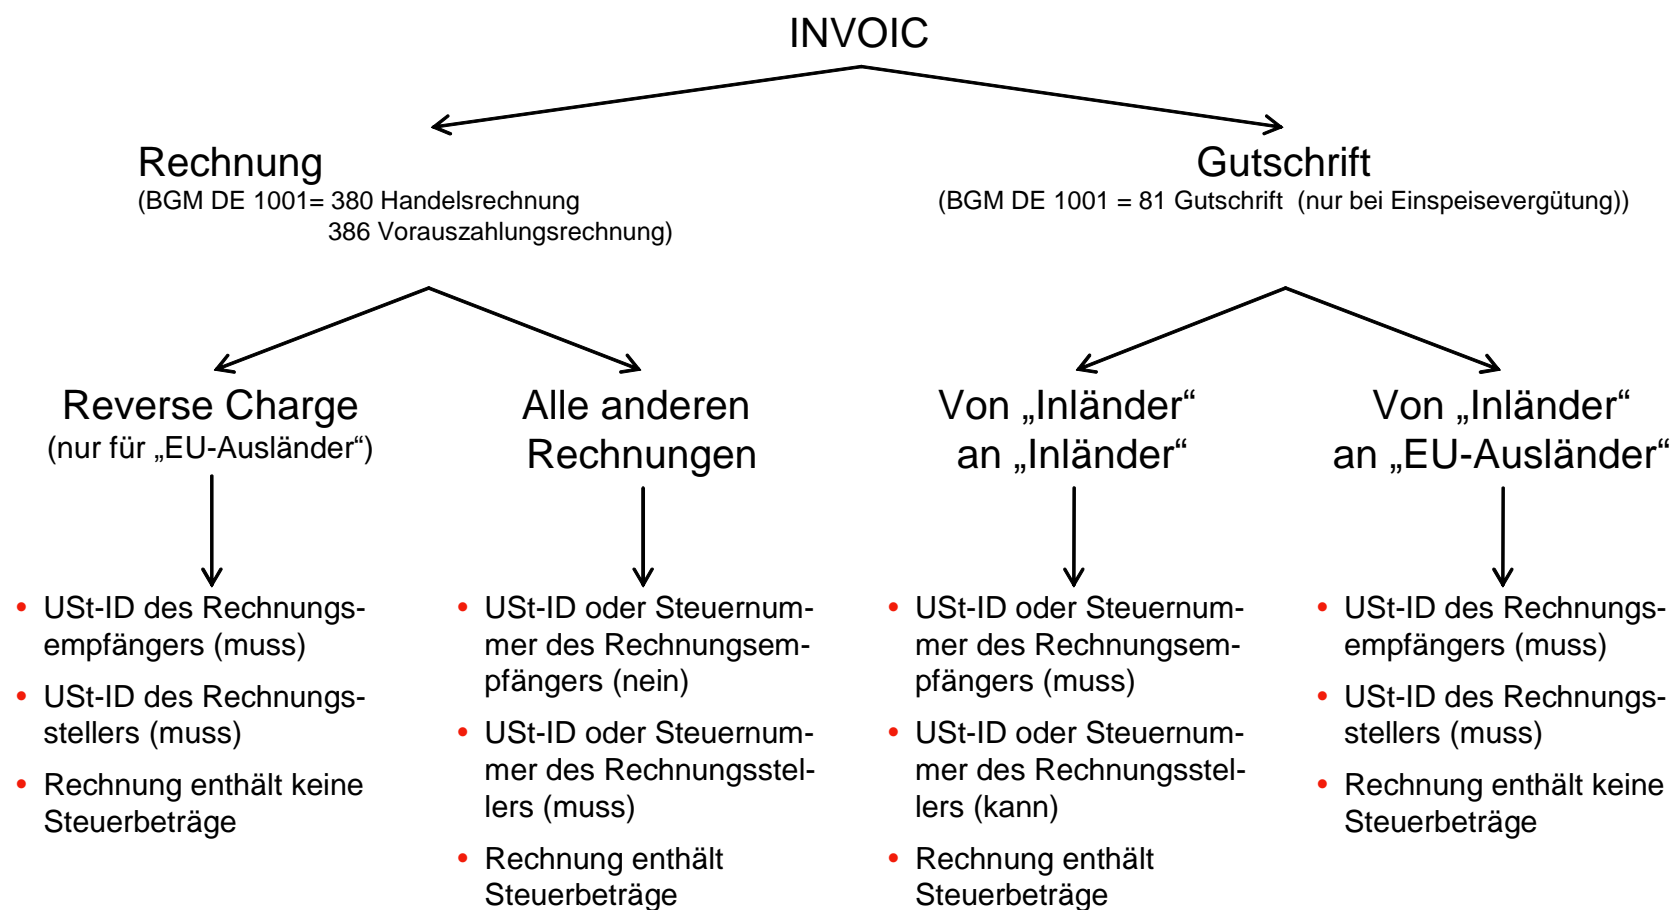 INVOIC
Rechnung
(BGM DE 1001= 380 Handelsrechnung
386 Vorauszahlungsrechnung)
Gutschrift
(BGM DE 1001 = 81 Gutschrift (nur bei Einspeisevergütung))
Reverse Charge
(nur für „EU-Ausländer“)
Alle anderen
Rechnungen
Von „Inländer“
an „Inländer“
Von „Inländer“
an „EU-Ausländer“
• USt-ID des Rechnungs-
empfängers (muss)
• USt-ID des Rechnungs-
stellers (muss)
• Rechnung enthält keine
Steuerbeträge
• USt-ID oder Steuernum-
mer des Rechnungsem-
pfängers (nein)
• USt-ID oder Steuernum-
mer des Rechnungsstel-
lers (muss)
• Rechnung enthält
Steuerbeträge
• USt-ID oder Steuernum-
mer des Rechnungsem-
pfängers (muss)
• USt-ID oder Steuernum-
mer des Rechnungsstel-
lers (kann)
• Rechnung enthält
Steuerbeträge
• USt-ID des Rechnungs-
empfängers (muss)
• USt-ID des Rechnungs-
stellers (muss)
• Rechnung enthält keine
Steuerbeträge